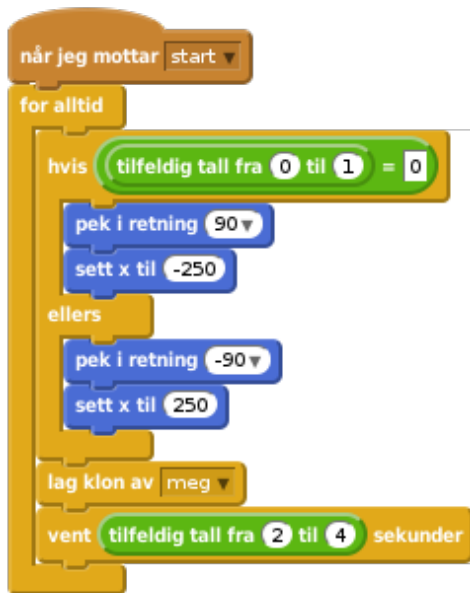 når jeg mottar start
for alltid
hvis tilfeldig tall fra 0 til 1 = 0
pek i retning 90
sett x til -250
ellers
pek i retning -90
sett x til 250
lag klon av meg
vent tilfeldig tall fra 2 til 4 sekunder